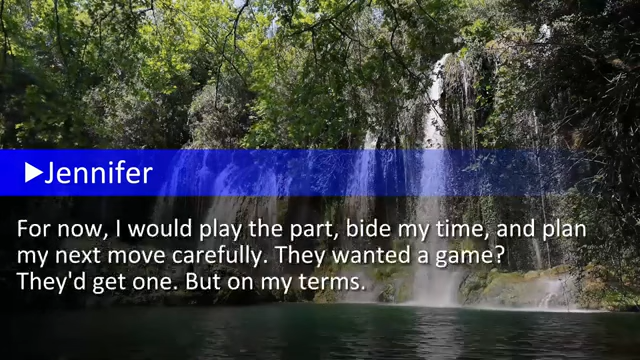 ▶Jennifer
For now, I would play the part, bide my time, and plan
my next move carefully. They wanted a game?
They'd get one. But on my terms.